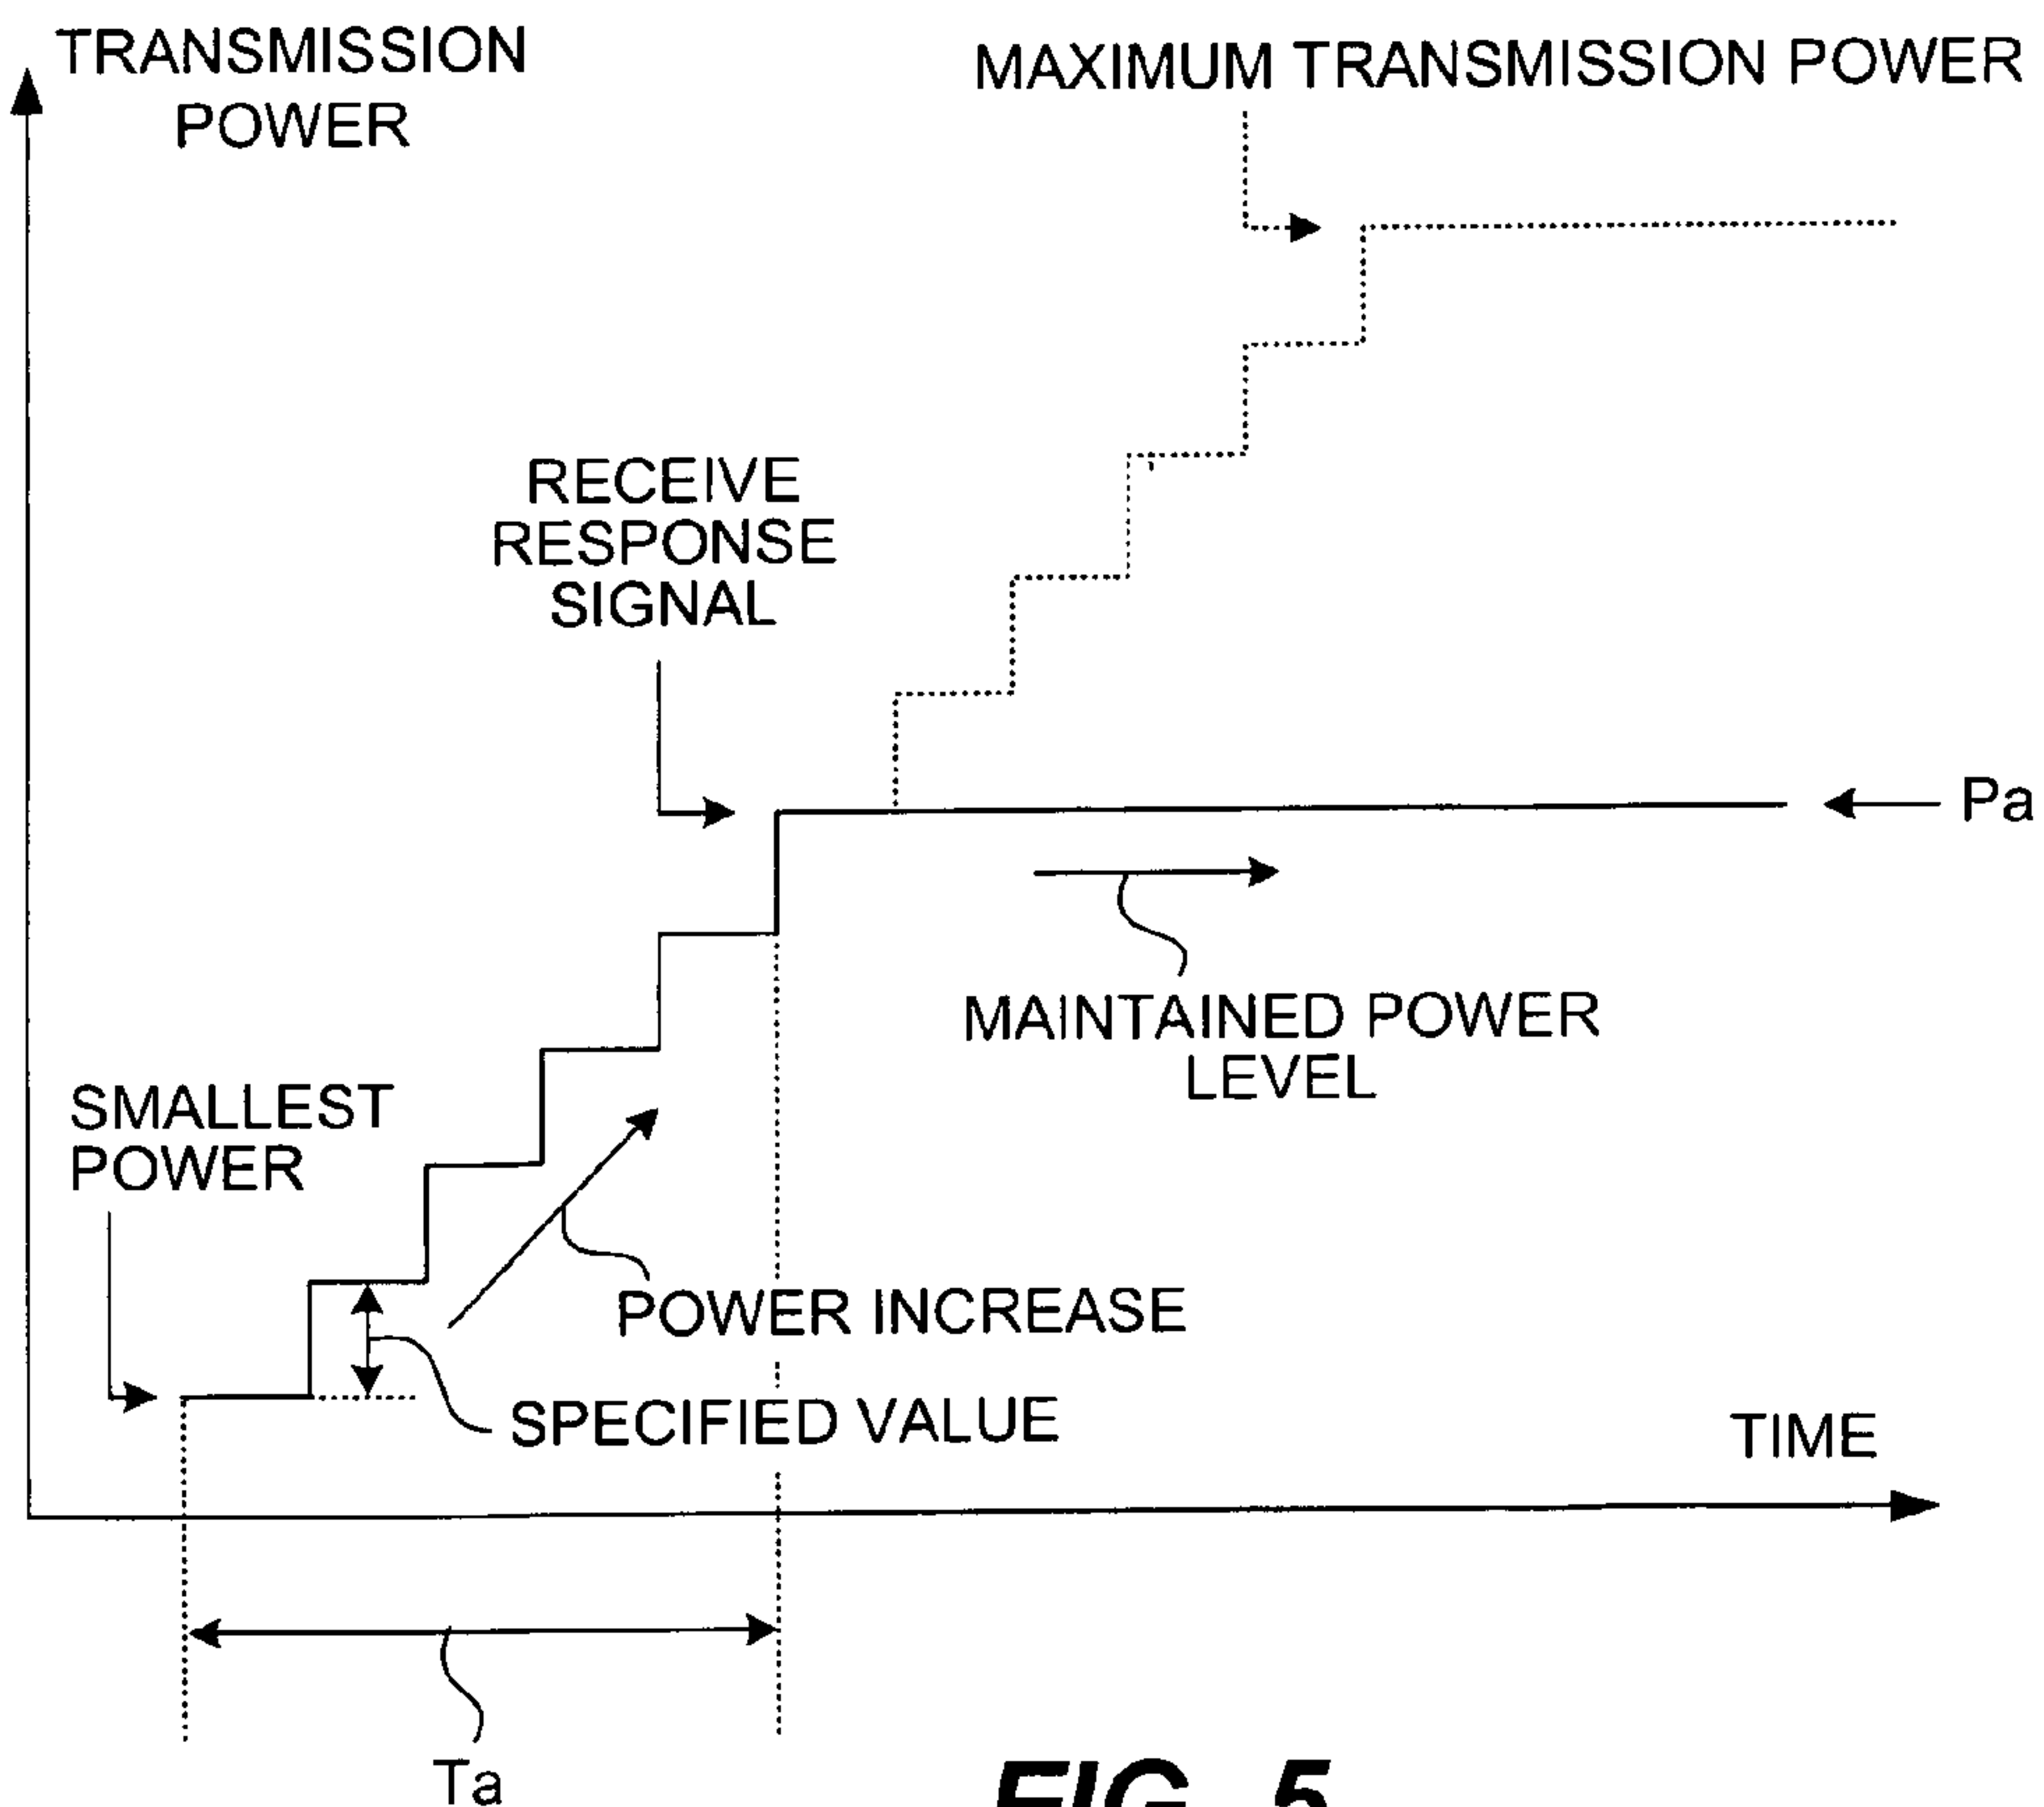 TRANSMISSION
POWER
MAXIMUM TRANSMISSION POWER
RECEIVE
RESPONSE
SIGNAL
Pa
MAINTAINED POWER
LEVEL
SMALLEST
POWER
POWER INCREASE
SPECIFIED VALUE
TIME
Ta
FIG. 5